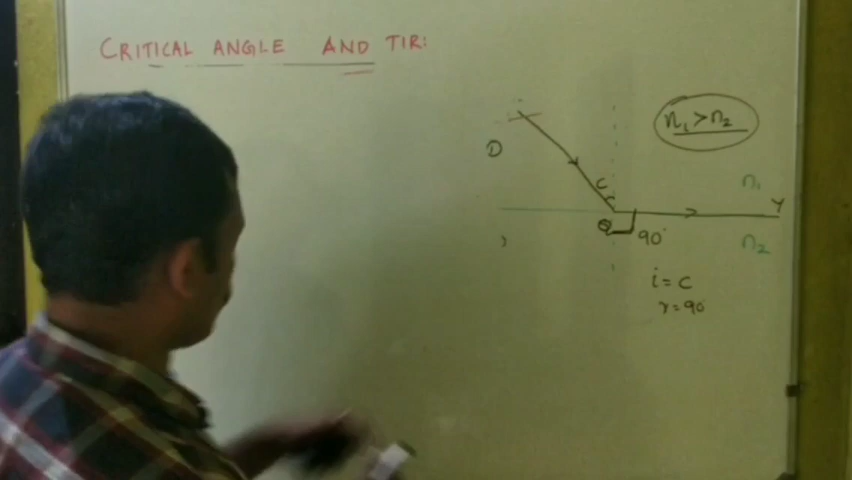 CRITICAL ANGLE AND TIR:
n₁ > n₂
D
C
n₁
Y
Q
90°
n₂
i = c
r = 90